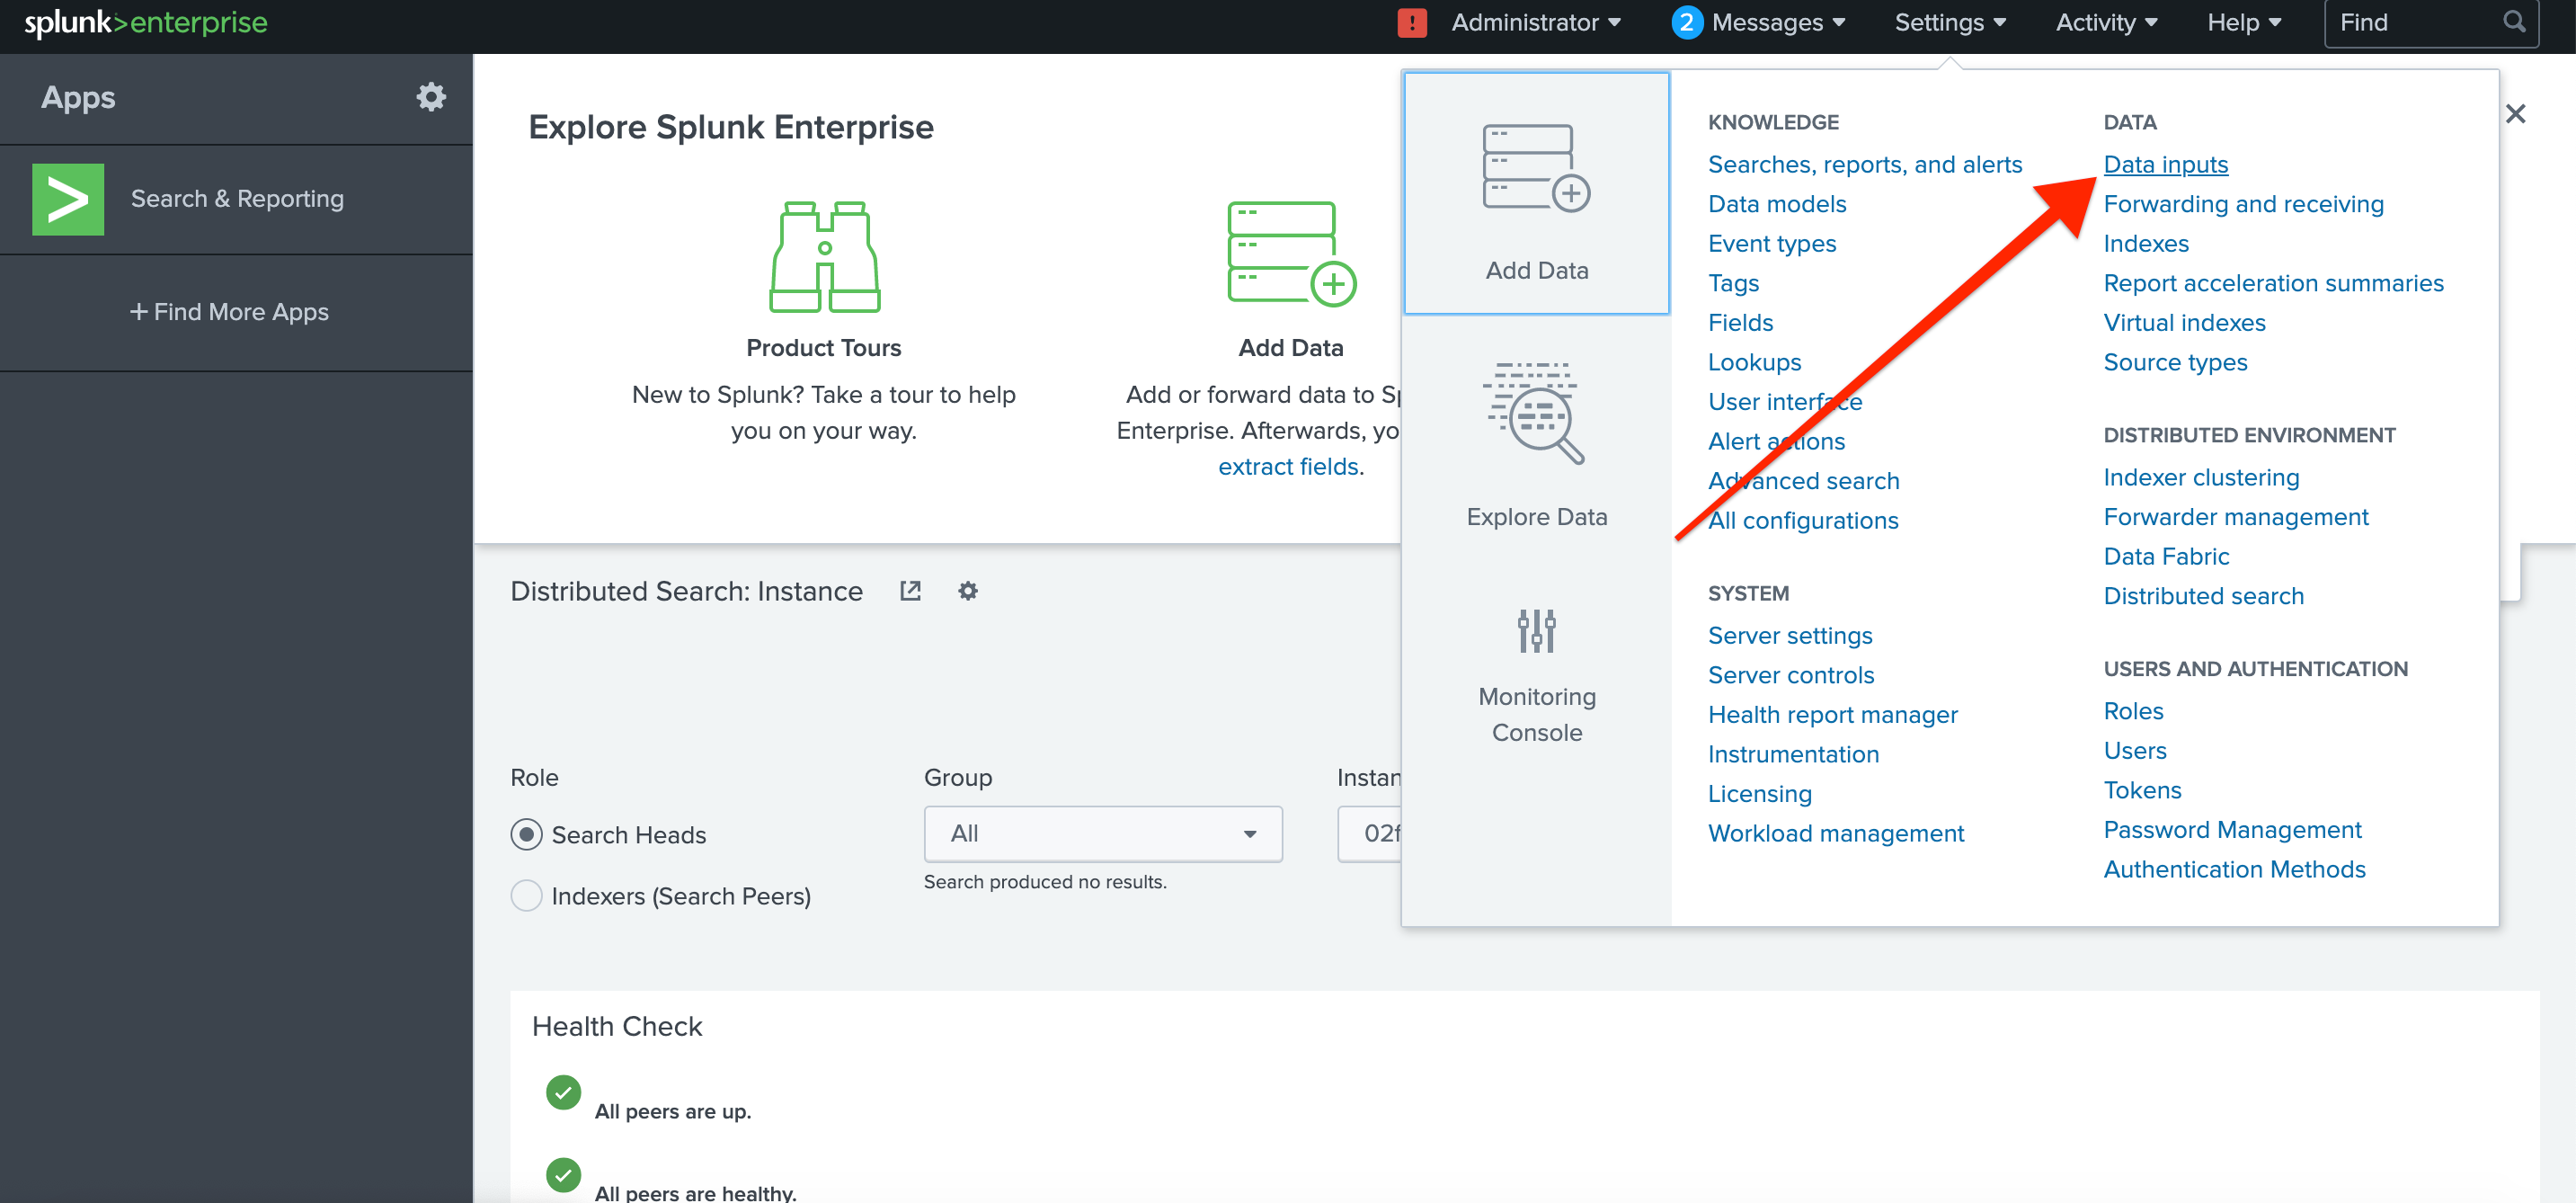 splunk>enterprise
! Administrator 2 Messages Settings Activity Help Find
Apps
Search & Reporting
+ Find More Apps
Explore Splunk Enterprise
Product Tours
New to Splunk? Take a tour to help
you on your way.
Add Data
Add or forward data to Sp
Enterprise. Afterwards, yo
extract fields.
Add Data
Explore Data
Monitoring
Console
KNOWLEDGE
Searches, reports, and alerts
Data models
Event types
Tags
Fields
Lookups
User interface
Alert actions
Advanced search
All configurations
SYSTEM
Server settings
Server controls
Health report manager
Instrumentation
Licensing
Workload management
DATA
Data inputs
Forwarding and receiving
Indexes
Report acceleration summaries
Virtual indexes
Source types
DISTRIBUTED ENVIRONMENT
Indexer clustering
Forwarder management
Data Fabric
Distributed search
USERS AND AUTHENTICATION
Roles
Users
Tokens
Password Management
Authentication Methods
Distributed Search: Instance
Role
Search Heads
Indexers (Search Peers)
Group
All
Search produced no results.
Instan
02f
Health Check
All peers are up.
All peers are healthy.